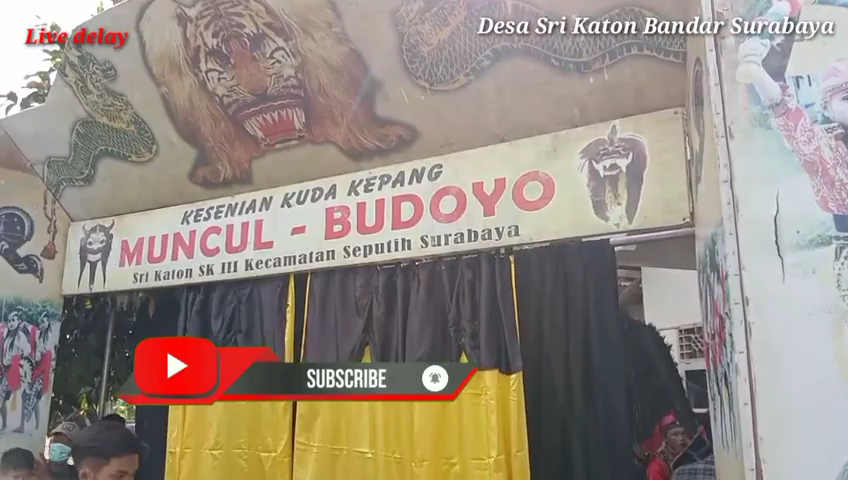 Live delay
Desa Sri Katon Bandar Surabaya
KESENIAN KUDA KEPANG
MUNCUL - BUDOYO
Sri Katon SK III Kecamatan Seputih Surabaya
SUBSCRIBE